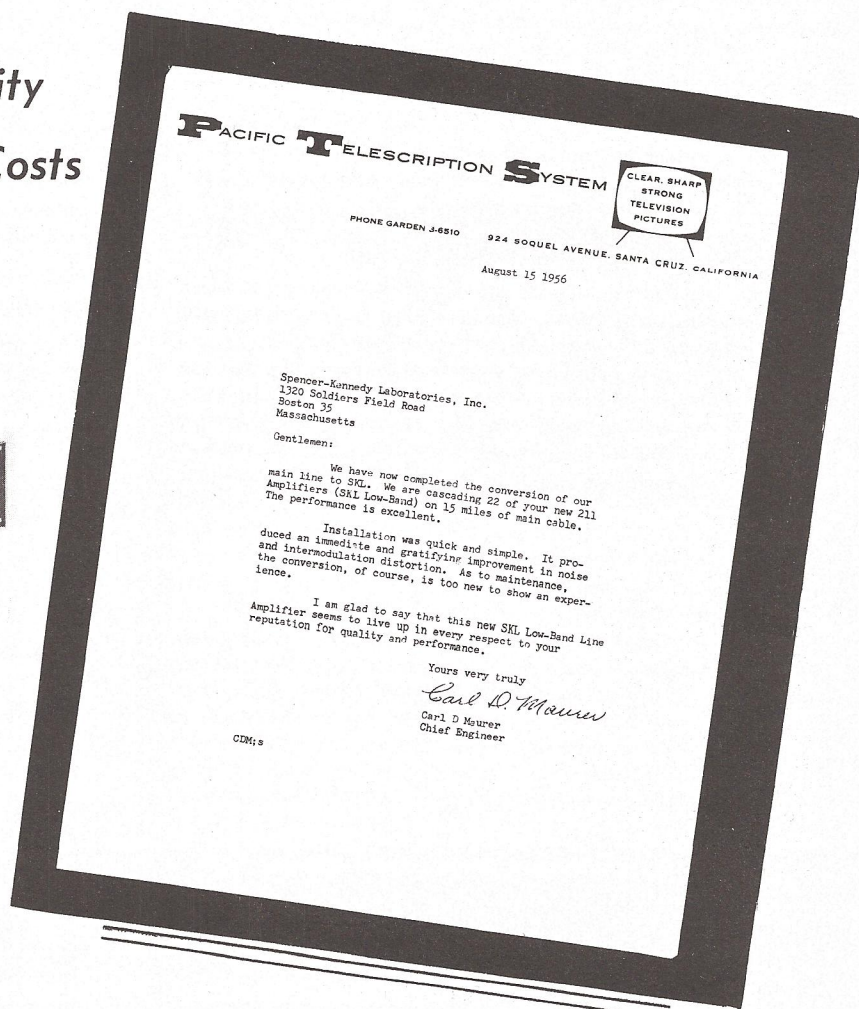 ity
Costs
PACIFIC TELESCRIPTION SYSTEM
CLEAR, SHARP
STRONG
TELEVISION
PICTURES
PHONE GARDEN 3-6510
924 SOQUEL AVENUE, SANTA CRUZ, CALIFORNIA
August 15 1956
Spencer-Kennedy Laboratories, Inc.
1320 Soldiers Field Road
Boston 35
Massachusetts
Gentlemen:
We have now completed the conversion of our
main line to SKL. We are cascading 22 of your new 211
Amplifiers (SKL Low-Band) on 15 miles of main cable.
The performance is excellent.
Installation was quick and simple. It pro-
duced an immediate and gratifying improvement in noise
and intermodulation distortion. As to maintenance,
the conversion, of course, is too new to show an exper-
ience.
I am glad to say that this new SKL Low-Band Line
Amplifier seems to live up in every respect to your
reputation for quality and performance.
Yours very truly
Carl D. Maurer
Carl D Maurer
Chief Engineer
CDM;s